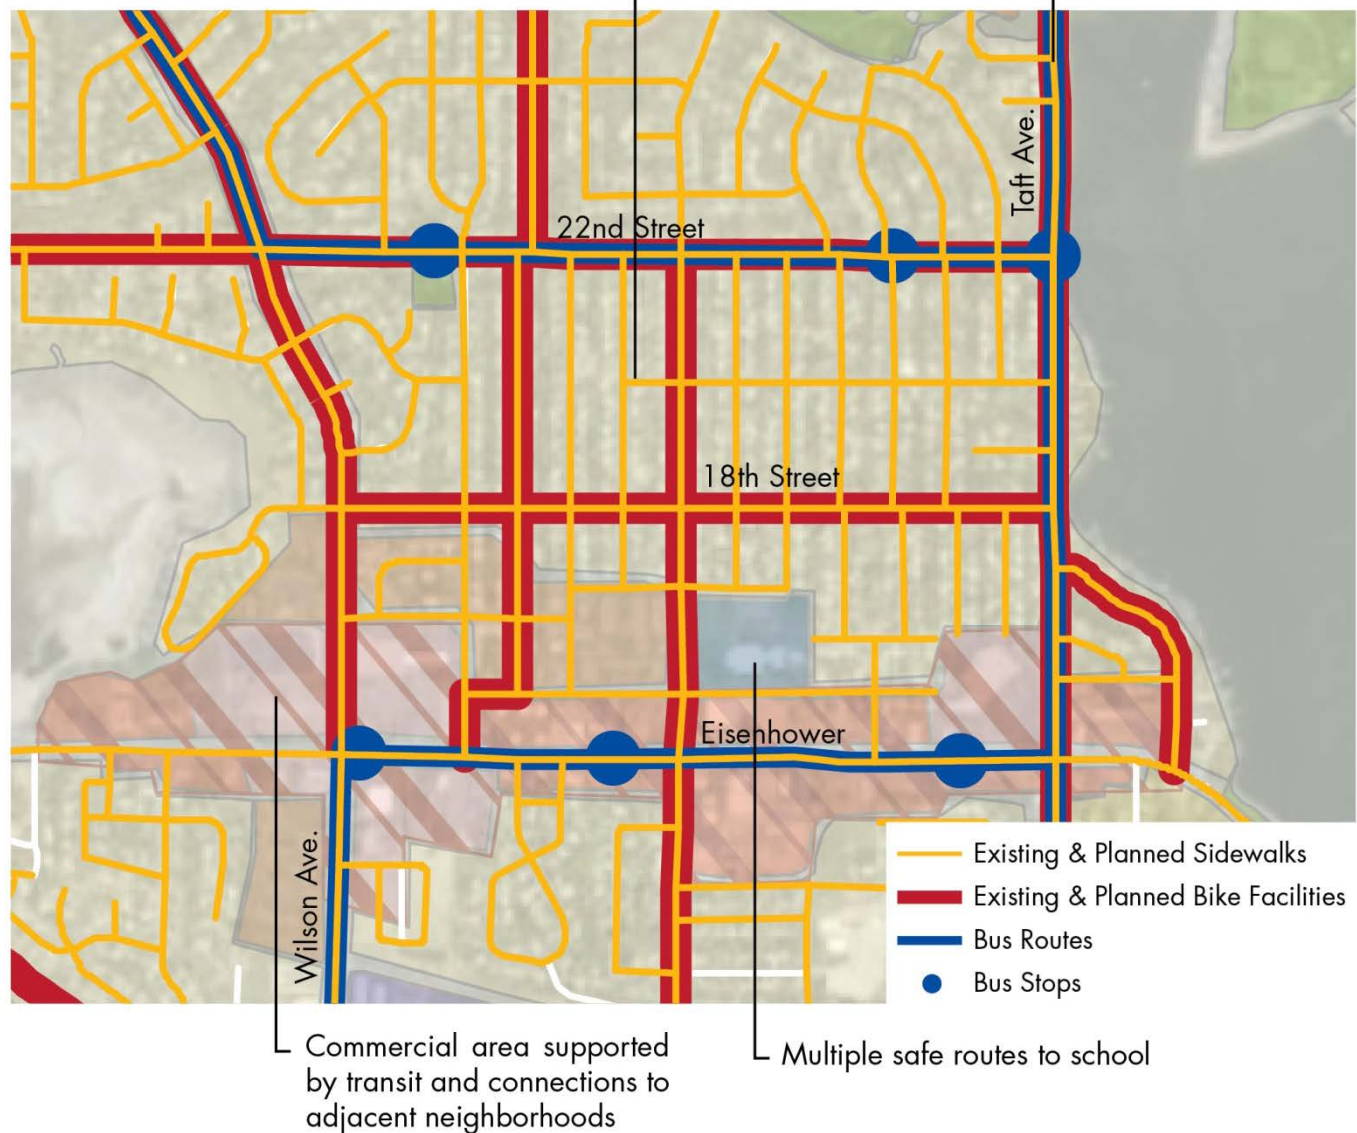 Taft Ave.
22nd Street
18th Street
Eisenhower
Wilson Ave.
Existing & Planned Sidewalks
Existing & Planned Bike Facilities
Bus Routes
Bus Stops
Commercial area supported
by transit and connections to
adjacent neighborhoods
Multiple safe routes to school